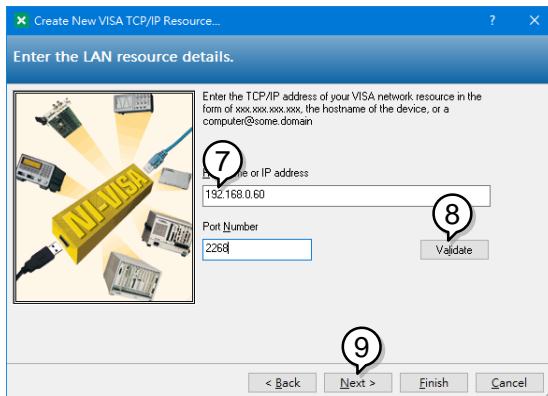 Create New VISA TCP/IP Resour...
?
Enter the LAN resource details.
Enter the TCP/IP address of your VISA network resource in the
form of xxx.xxx.xxx.xxx, the hostname of the device, or a
computer@some.domain
7
or IP address
192.168.0.60
8
Port Number
2268
Validate
NI-VISA
9
< Back
Next >
Finish
Cancel